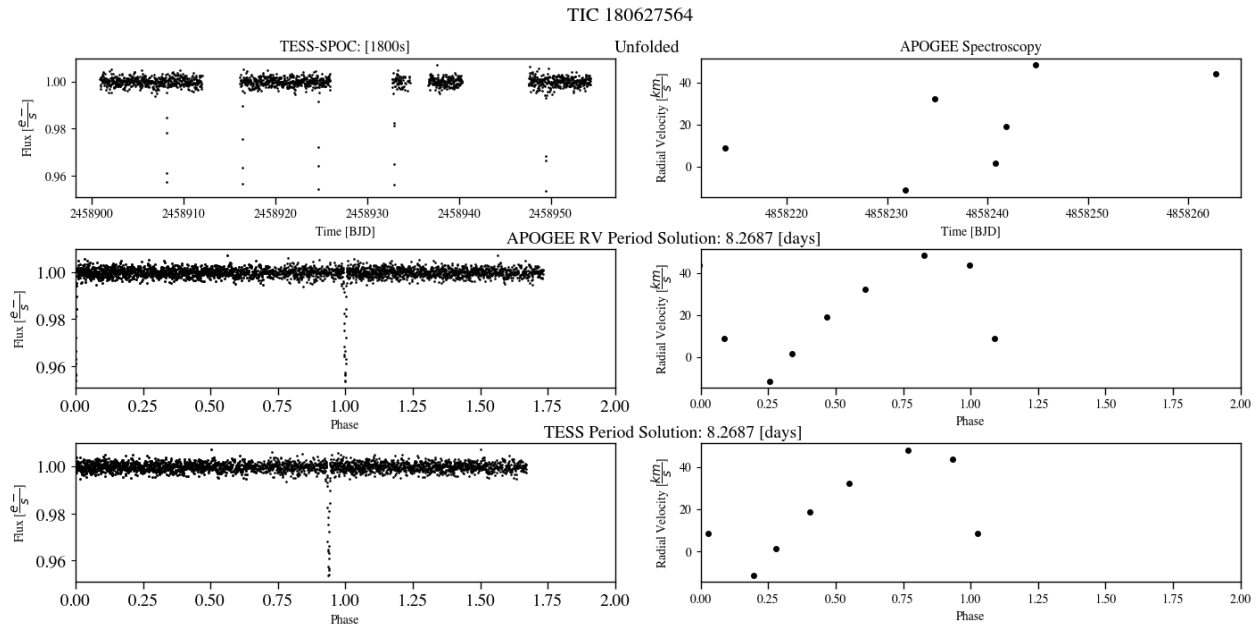 TIC 180627564
TESS-SPOC: [1800s]
Unfolded
APOGEE Spectroscopy
Flux [e−/s]
1.00
0.98
0.96
2458900 2458910 2458920 2458930 2458940 2458950
Time [BJD]
Radial Velocity [km/s]
40
20
0
4858220 4858230 4858240 4858250 4858260
Time [BJD]
APOGEE RV Period Solution: 8.2687 [days]
Flux [e−/s]
1.00
0.98
0.96
0.00 0.25 0.50 0.75 1.00 1.25 1.50 1.75 2.00
Phase
Radial Velocity [km/s]
40
20
0
0.00 0.25 0.50 0.75 1.00 1.25 1.50 1.75 2.00
Phase
TESS Period Solution: 8.2687 [days]
Flux [e−/s]
1.00
0.98
0.96
0.00 0.25 0.50 0.75 1.00 1.25 1.50 1.75 2.00
Phase
Radial Velocity [km/s]
40
20
0
0.00 0.25 0.50 0.75 1.00 1.25 1.50 1.75 2.00
Phase